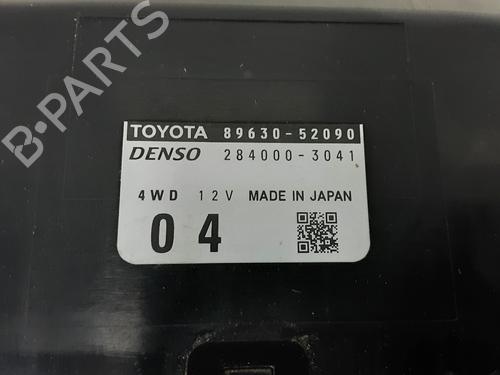 B-PARTS
TOYOTA 89630-52090
DENSO 284000-3041
4WD 12V MADE IN JAPAN
04